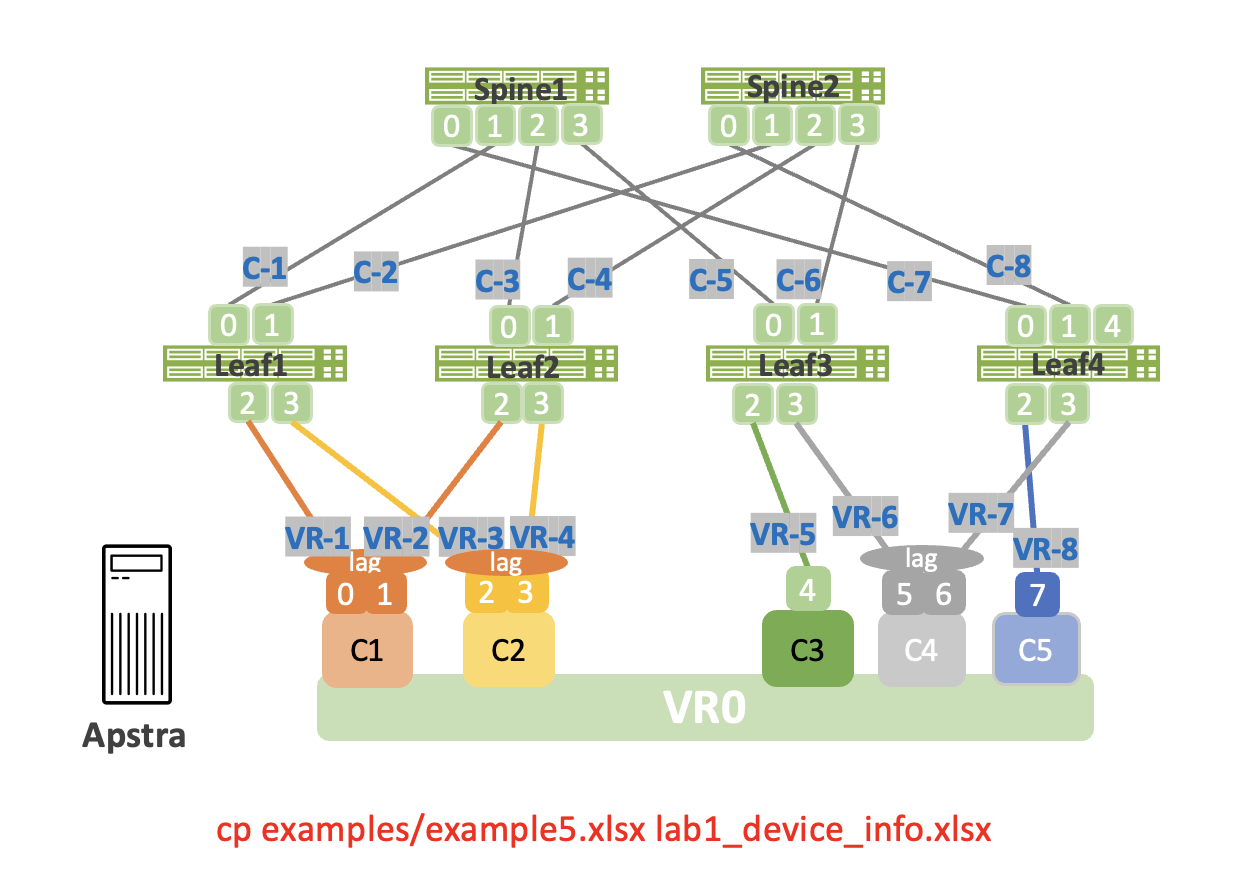 Spine1 Spine2
0 1 2 3 0 1 2 3
C-1 C-2 C-3 C-4 C-5 C-6 C-7 C-8
0 1 0 1 0 1 0 1 4
Leaf1 Leaf2 Leaf3 Leaf4
2 3 2 3 2 3 2 3
VR-1 VR-2 VR-3 VR-4 VR-5 VR-6 VR-7 VR-8
lag lag lag
0 1 2 3 4 5 6 7
C1 C2 C3 C4 C5
VR0
Apstra
cp examples/example5.xlsx lab1_device_info.xlsx